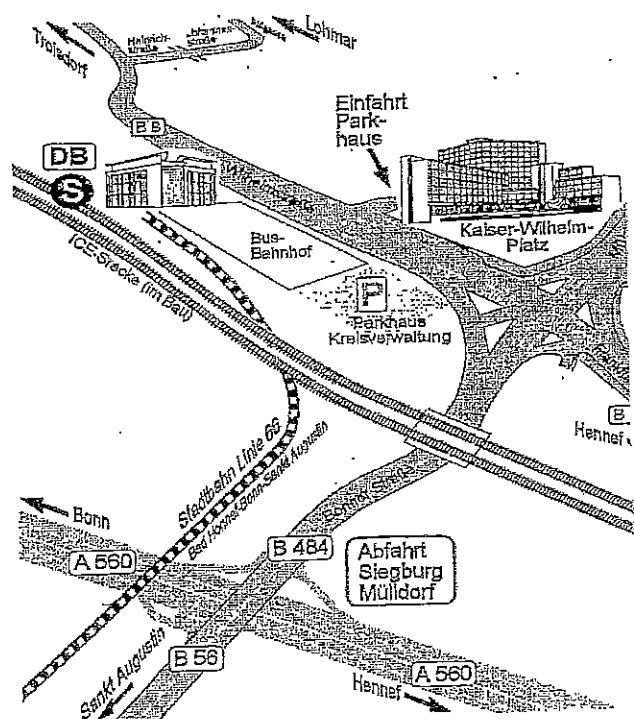 Troisdorf
Lohmar
Einfahrt
Park-
haus
B 8
DB
S
Kaiser-Wilhelm-
Platz
Bus-
Bahnhof
P
Parkhaus
Kreisverwaltung
ICE-Strecke (im Bau)
B
Hennef
Stadtbahn Linie 66
Bad Honnef-Bonn-Sankt Augustin
Bonner Straße
Bonn
A 560
B 484
Abfahrt
Siegburg
Mülldorf
B 56
Sankt Augustin
A 560
Hennef